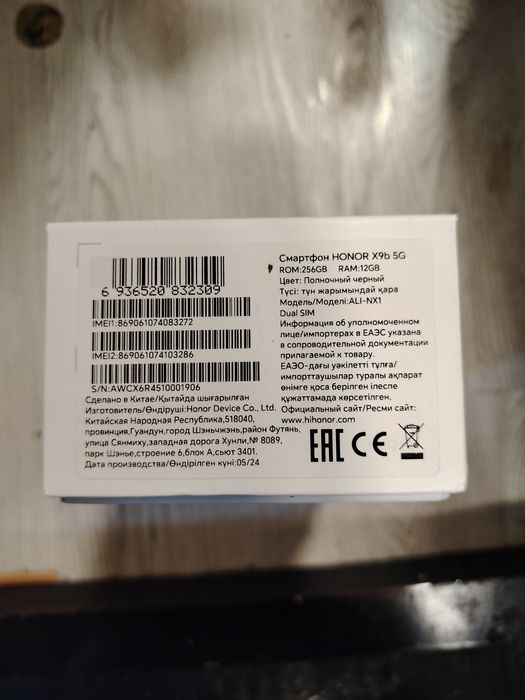 6 936520 832309
IMEI1:869061074083272
IMEI2:869061074103286
S/N:AWCX6R4510001906
Сделано в Китае/Қытайда шығарылған
Изготовитель/Өндіруші:Honor Device Co., Ltd.
Китайская Народная Республика,518040,
провинция,Гуандун,город Шэньчжэнь,район Футянь,
улица Сянмиху,западная дорога Хунли,№ 8089,
парк Шэнье,строение 6,блок А,сьют 3401.
Дата производства/Өндірілген күні:05/24
Смартфон HONOR X9b 5G
ROM:256GB RAM:12GB
Цвет: Полночный черный
Түсі: түн жарымындай қара
Модель/Моделі:ALI-NX1
Dual SIM
Информация об уполномоченном
лице/импортерах в ЕАЭС указана
в сопроводительной документации
прилагаемой к товару.
ЕАЭО-дағы уәкілетті тұлға/
импорттаушылар туралы ақпарат
өнімге қоса берілген ілеспе
құжаттамада көрсетілген.
Официальный сайт/Ресми сайт:
www.hihonor.com
EAC CE